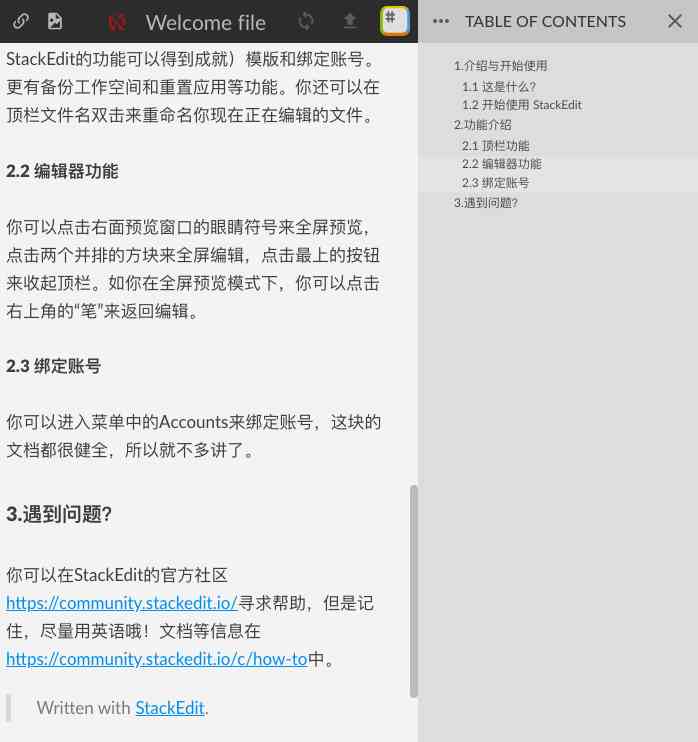 Welcome file
#
StackEdit的功能可以得到成就）模版和绑定账号。
更有备份工作空间和重置应用等功能。你还可以在
顶栏文件名双击来重命名你现在正在编辑的文件。
2.2 编辑器功能
你可以点击右面预览窗口的眼睛符号来全屏预览，
点击两个并排的方块来全屏编辑，点击最上的按钮
来收起顶栏。如你在全屏预览模式下，你可以点击
右上角的“笔”来返回编辑。
2.3 绑定账号
你可以进入菜单中的Accounts来绑定账号，这块的
文档都很健全，所以就不多讲了。
3.遇到问题？
你可以在StackEdit的官方社区
https://community.stackedit.io/寻求帮助，但是记
住，尽量用英语哦！文档等信息在
https://community.stackedit.io/c/how-to中。
Written with StackEdit.
TABLE OF CONTENTS
1.介绍与开始使用
1.1 这是什么？
1.2 开始使用 StackEdit
2.功能介绍
2.1 顶栏功能
2.2 编辑器功能
2.3 绑定账号
3.遇到问题？